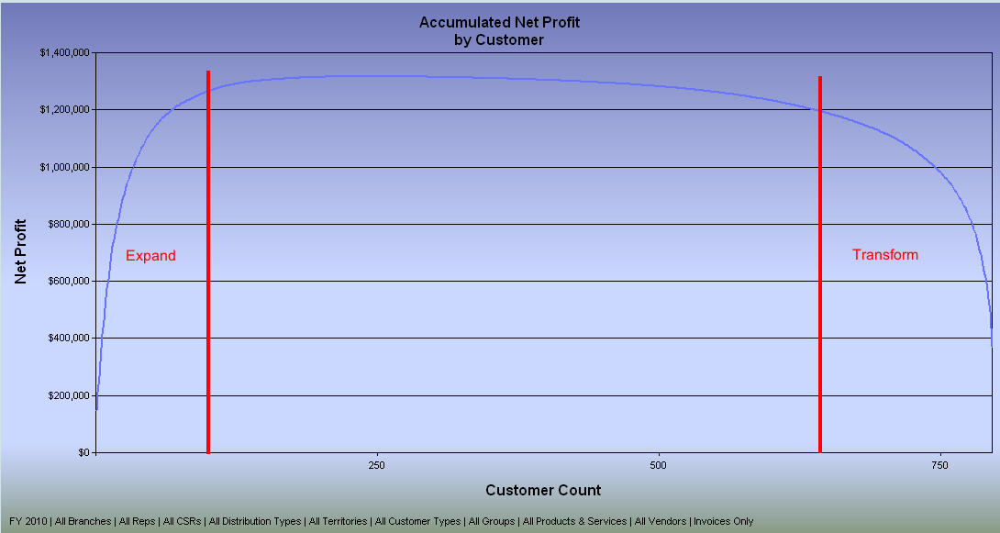 Accumulated Net Profit
by Customer
$1,400,000
$1,200,000
$1,000,000
$800,000
$600,000
$400,000
$200,000
$0
Net Profit
Expand
Transform
250
500
750
Customer Count
FY 2010 | All Branches | All Reps | All CSRs | All Distribution Types | All Territories | All Customer Types | All Groups | All Products & Services | All Vendors | Invoices Only